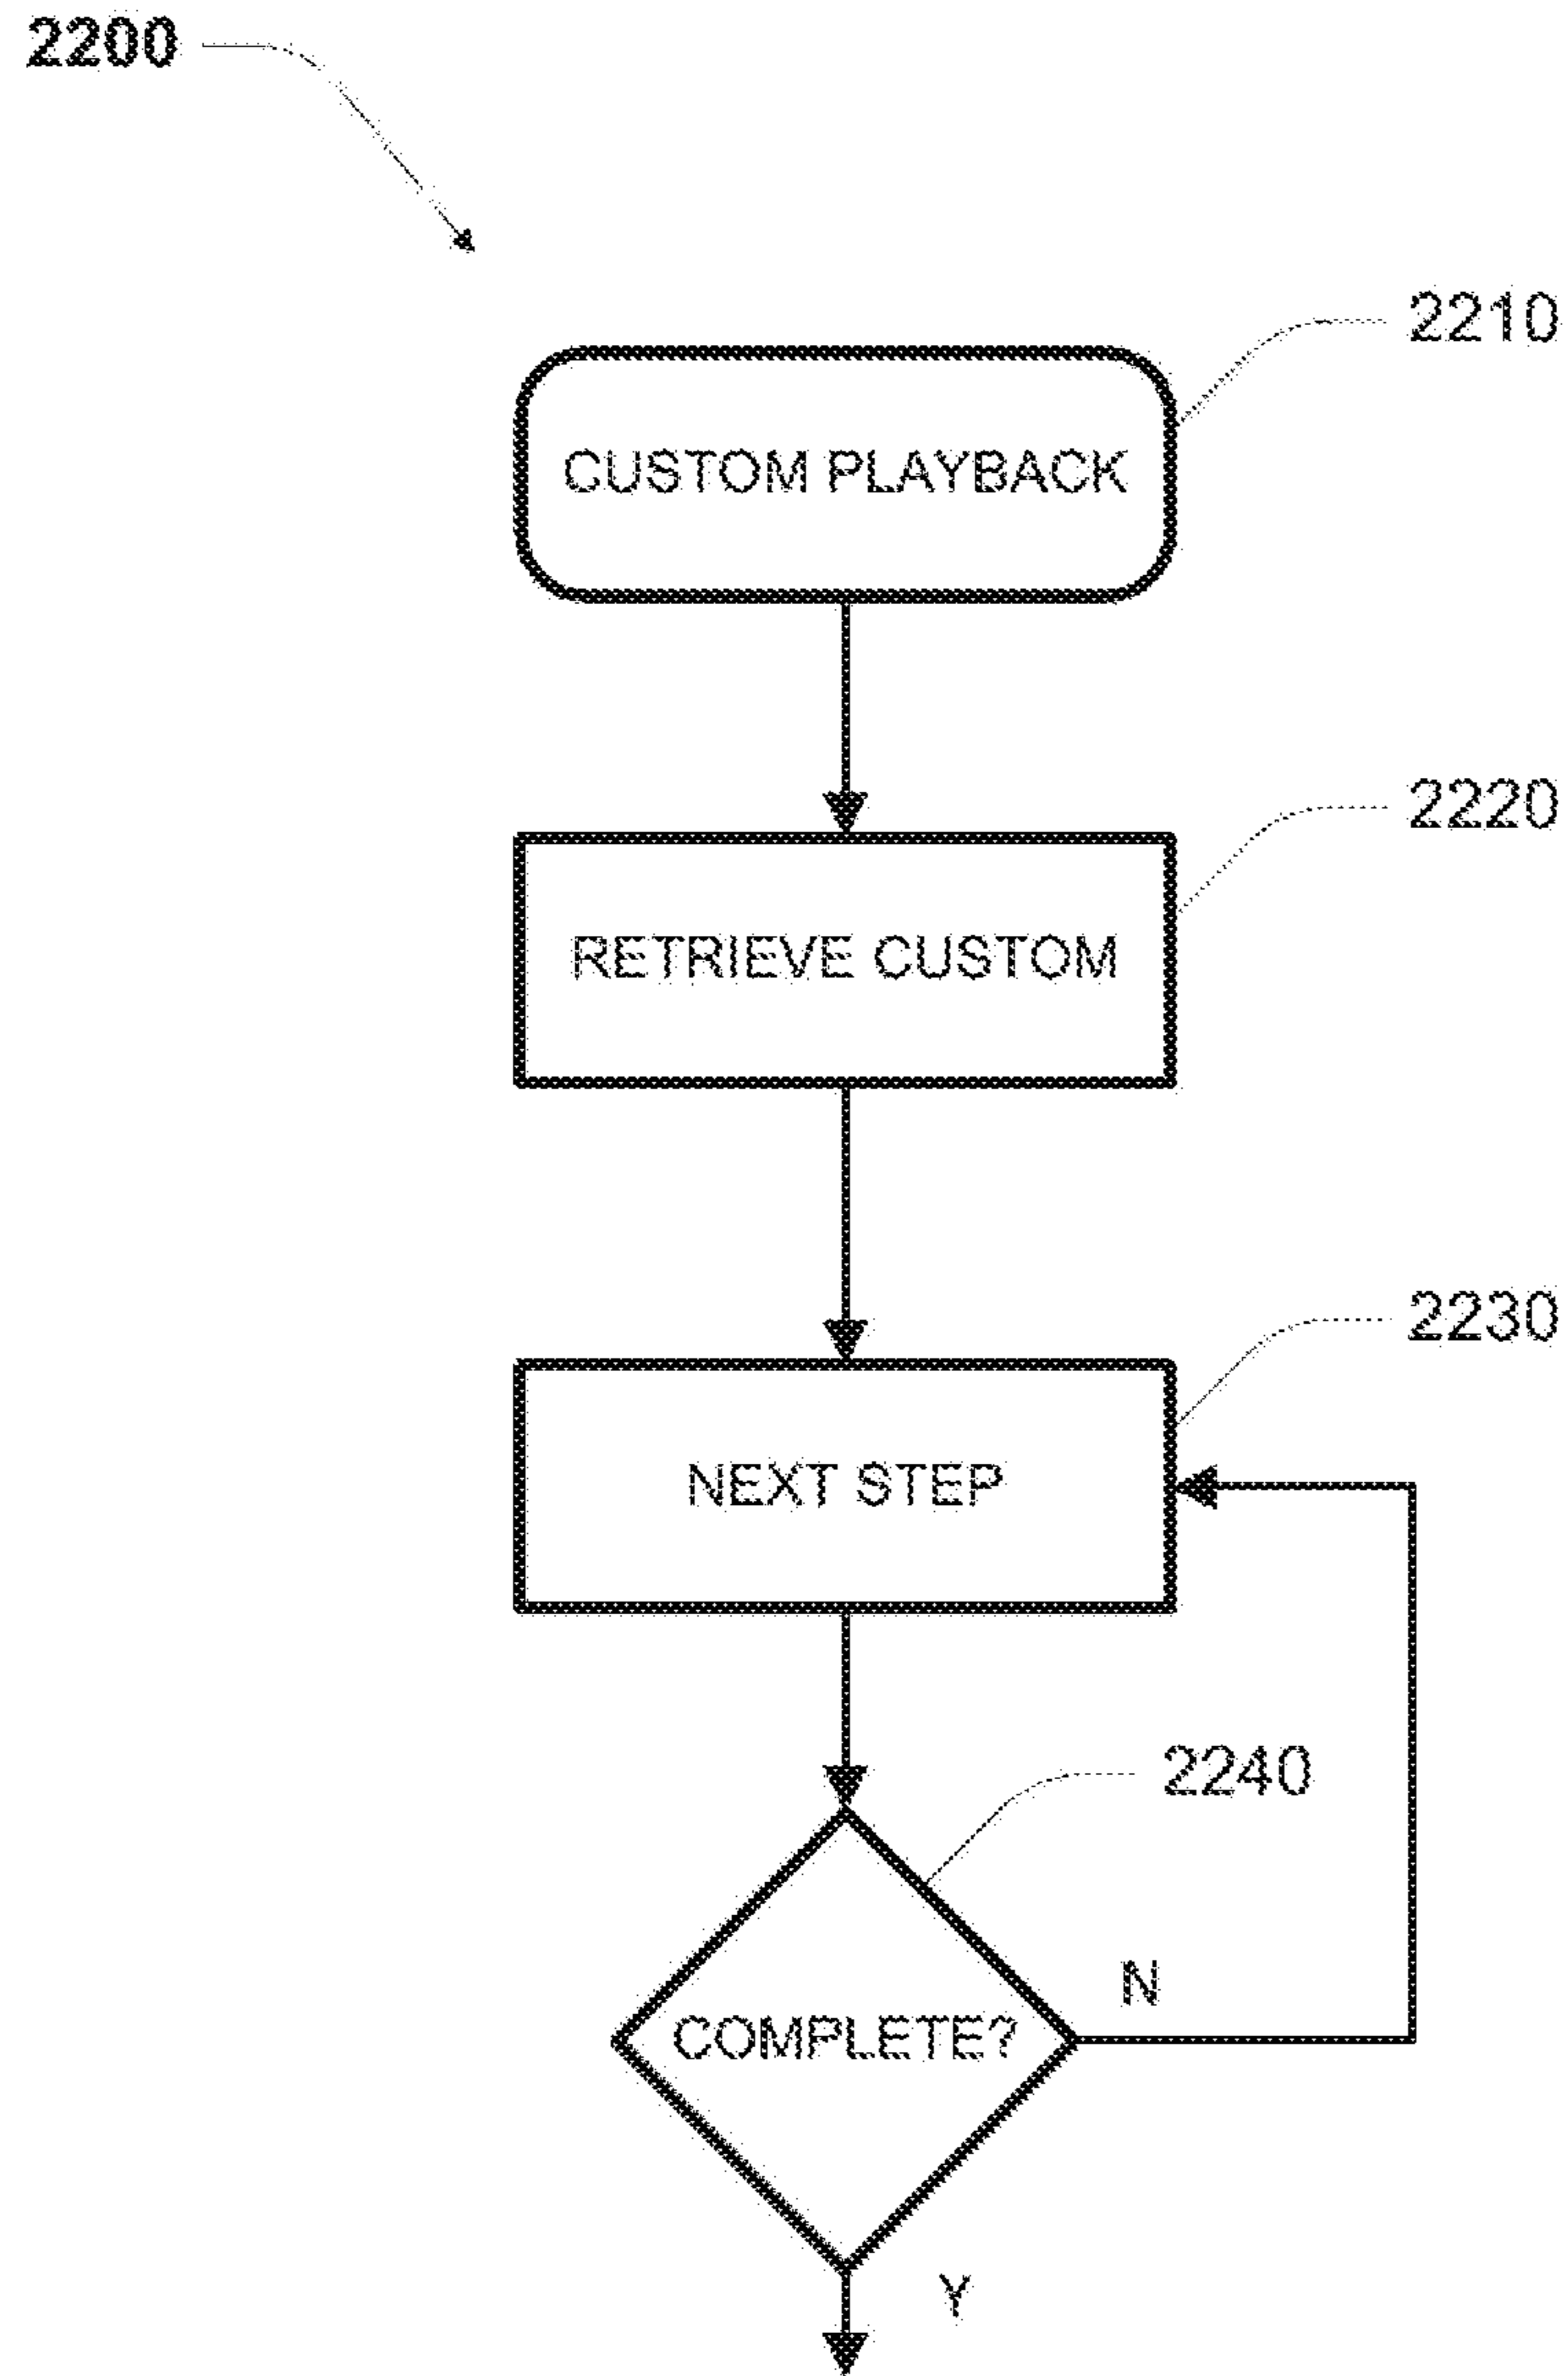 2200
2210
CUSTOM PLAYBACK
2220
RETRIEVE CUSTOM
2230
NEXT STEP
2240
N
COMPLETE?
Y